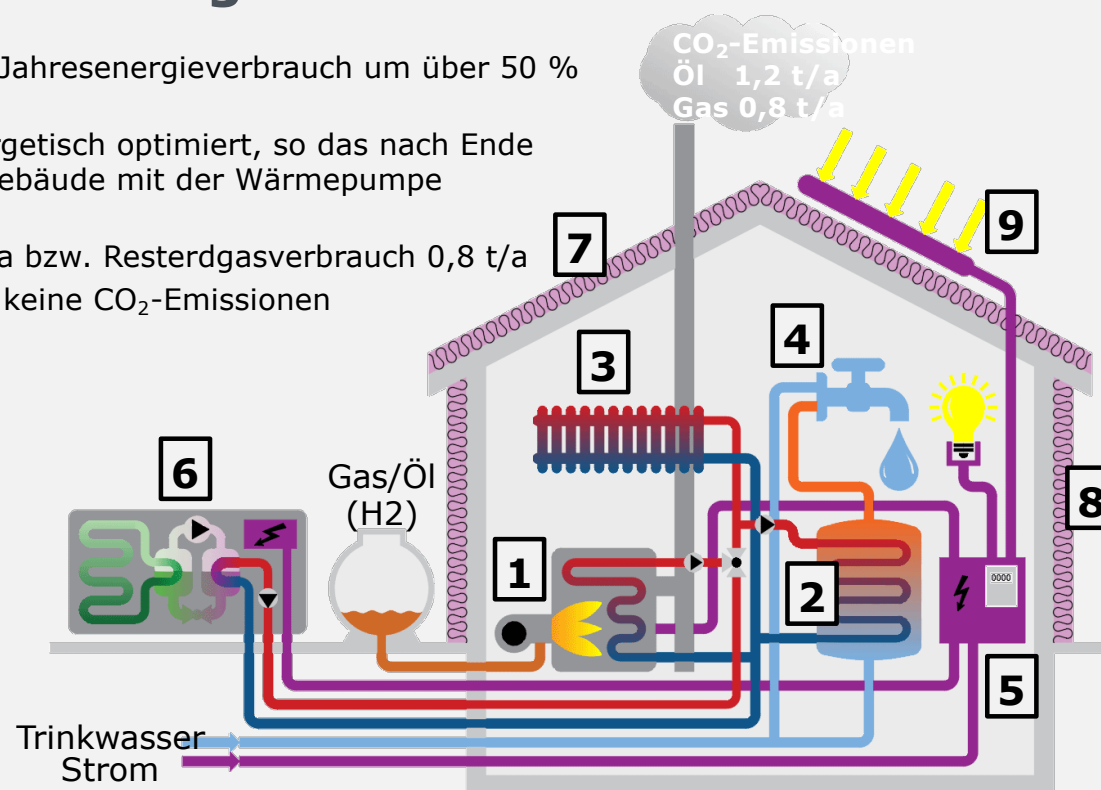 Jahresenergieverbrauch um über 50 %
rgetisch optimiert, so das nach Ende
ebäude mit der Wärmepumpe
a bzw. Resterdgasverbrauch 0,8 t/a
keine CO₂-Emissionen
CO₂-Emissionen
Öl 1,2 t/a
Gas 0,8 t/a
7
9
3
4
6
Gas/Öl
(H2)
8
1
2
0000
5
Trinkwasser
Strom